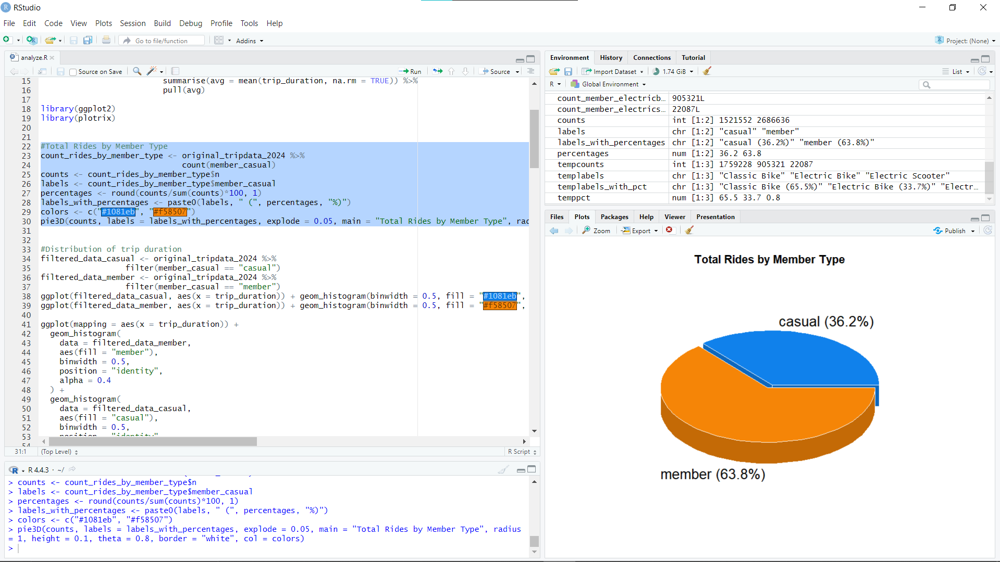 RStudio
File Edit Code View Plots Session Build Debug Profile Tools Help
Go to file/function Addins Project: (None)
analyze.R
Source on Save Run Source
15 summarise(avg = mean(trip_duration, na.rm = TRUE)) %>%
16 pull(avg)
17
18 library(ggplot2)
19 library(plotrix)
20
21
22 #Total Rides by Member Type
23 count_rides_by_member_type <- original_tripdata_2024 %>%
24 count(member_casual)
25 counts <- count_rides_by_member_type$n
26 labels <- count_rides_by_member_type$member_casual
27 percentages <- round(counts/sum(counts)*100, 1)
28 labels_with_percentages <- paste0(labels, " (", percentages, "%)")
29 colors <- c("#1081eb", "#f58507")
30 pie3D(counts, labels = labels_with_percentages, explode = 0.05, main = "Total Rides by Member Type", rad
31
32
33 #Distribution of trip duration
34 filtered_data_casual <- original_tripdata_2024 %>%
35 filter(member_casual == "casual")
36 filtered_data_member <- original_tripdata_2024 %>%
37 filter(member_casual == "member")
38 ggplot(filtered_data_casual, aes(x = trip_duration)) + geom_histogram(binwidth = 0.5, fill = "#1081eb",
39 ggplot(filtered_data_member, aes(x = trip_duration)) + geom_histogram(binwidth = 0.5, fill = "#f58507",
40
41 ggplot(mapping = aes(x = trip_duration)) +
42 geom_histogram(
43 data = filtered_data_member,
44 aes(fill = "member"),
45 binwidth = 0.5,
46 position = "identity",
47 alpha = 0.4
48 ) +
49 geom_histogram(
50 data = filtered_data_casual,
51 aes(fill = "casual"),
52 binwidth = 0.5,
53 position = "identity"
54
31:1 (Top Level) R Script
R 4.4.3 · ~/
> counts <- count_rides_by_member_type$n
> labels <- count_rides_by_member_type$member_casual
> percentages <- round(counts/sum(counts)*100, 1)
> labels_with_percentages <- paste0(labels, " (", percentages, "%)")
> colors <- c("#1081eb", "#f58507")
> pie3D(counts, labels = labels_with_percentages, explode = 0.05, main = "Total Rides by Member Type", radius
= 1, height = 0.1, theta = 0.8, border = "white", col = colors)
>
Environment History Connections Tutorial
Import Dataset 1.74 GiB List
R Global Environment
count_member_electricb... 905321L
count_member_electrics... 22087L
counts int [1:2] 1521552 2686636
labels chr [1:2] "casual" "member"
labels_with_percentages chr [1:2] "casual (36.2%)" "member (63.8%)"
percentages num [1:2] 36.2 63.8
tempcounts int [1:3] 1759228 905321 22087
templabels chr [1:3] "Classic Bike" "Electric Bike" "Electric Scooter"
templabels_with_pct chr [1:3] "Classic Bike (65.5%)" "Electric Bike (33.7%)" "Electr...
temppct num [1:3] 65.5 33.7 0.8
Files Plots Packages Help Viewer Presentation
Zoom Export Publish
Total Rides by Member Type
casual (36.2%)
member (63.8%)